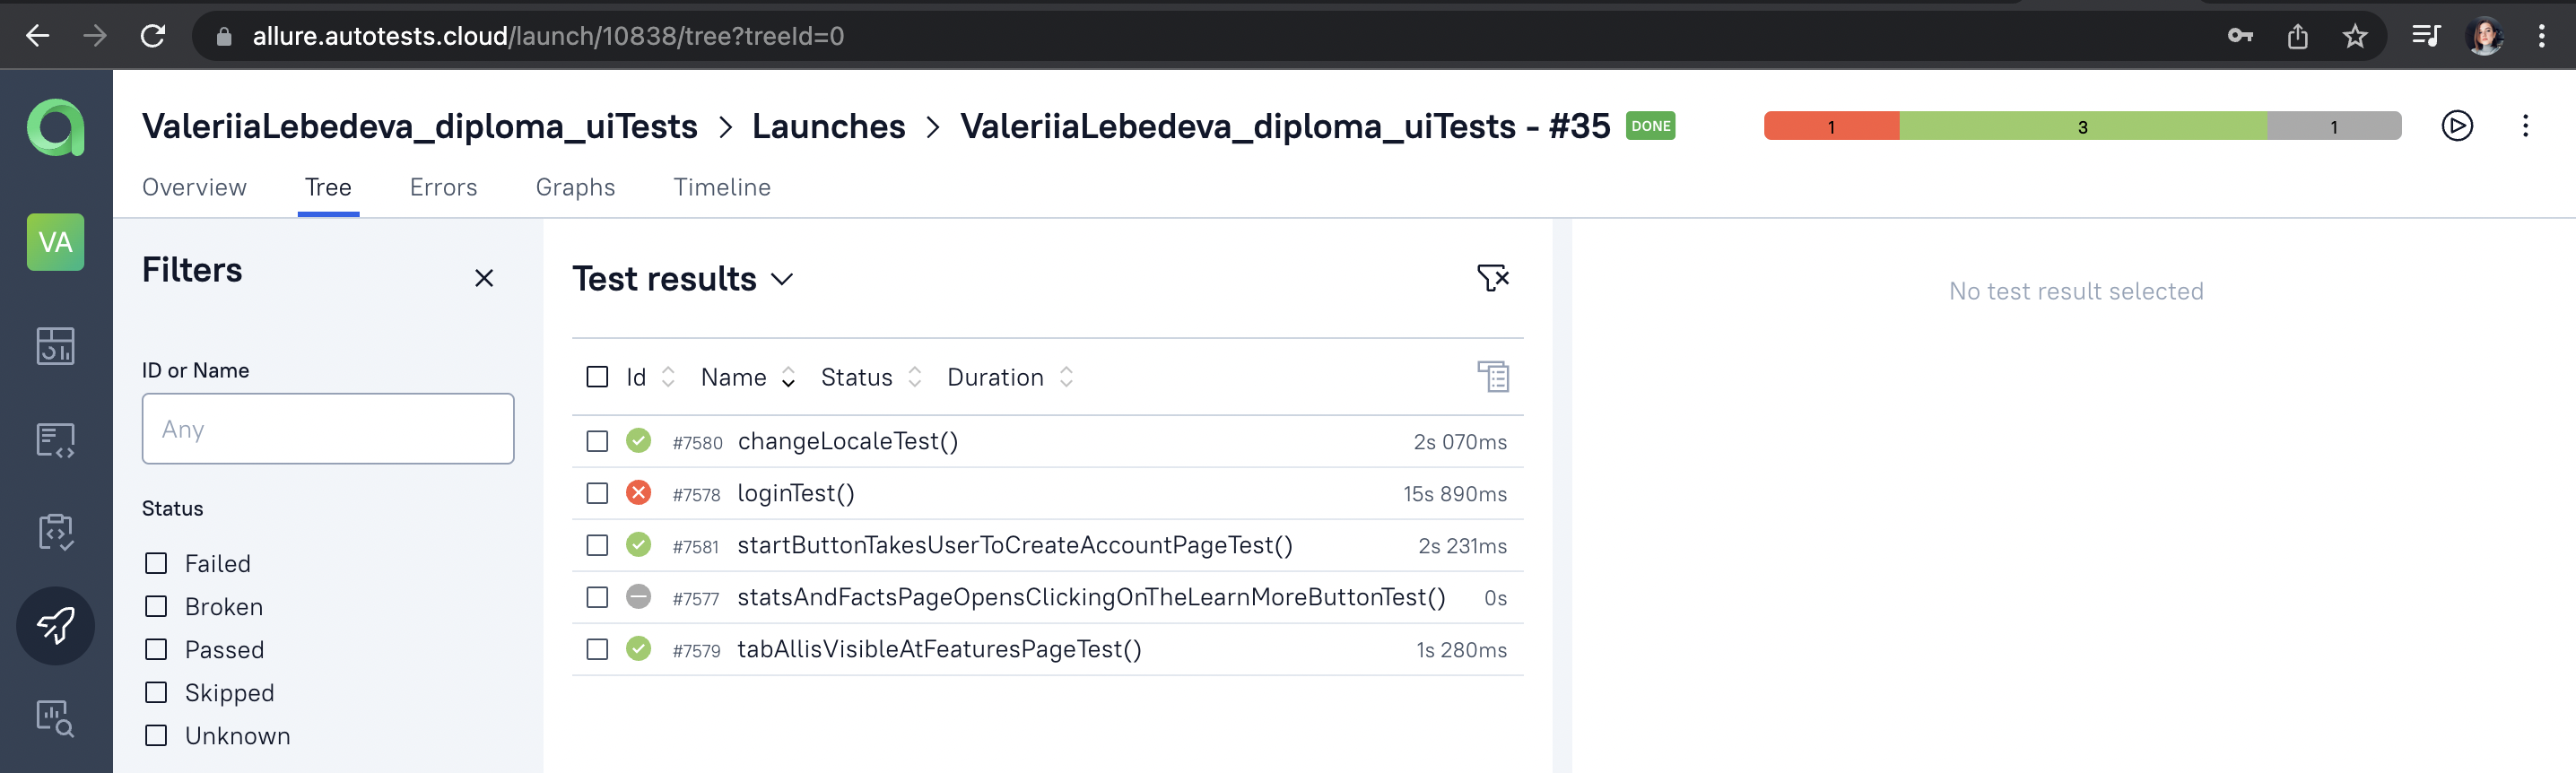 allure.autotests.cloud/launch/10838/tree?treeId=0
ValeriiaLebedeva_diploma_uiTests > Launches > ValeriiaLebedeva_diploma_uiTests - #35 DONE 1 3 1
Overview Tree Errors Graphs Timeline
VA
Filters
ID or Name
Any
Status
Failed
Broken
Passed
Skipped
Unknown
Test results
Id Name Status Duration
#7580 changeLocaleTest() 2s 070ms
#7578 loginTest() 15s 890ms
#7581 startButtonTakesUserToCreateAccountPageTest() 2s 231ms
#7577 statsAndFactsPageOpensClickingOnTheLearnMoreButtonTest() 0s
#7579 tabAllisVisibleAtFeaturesPageTest() 1s 280ms
No test result selected